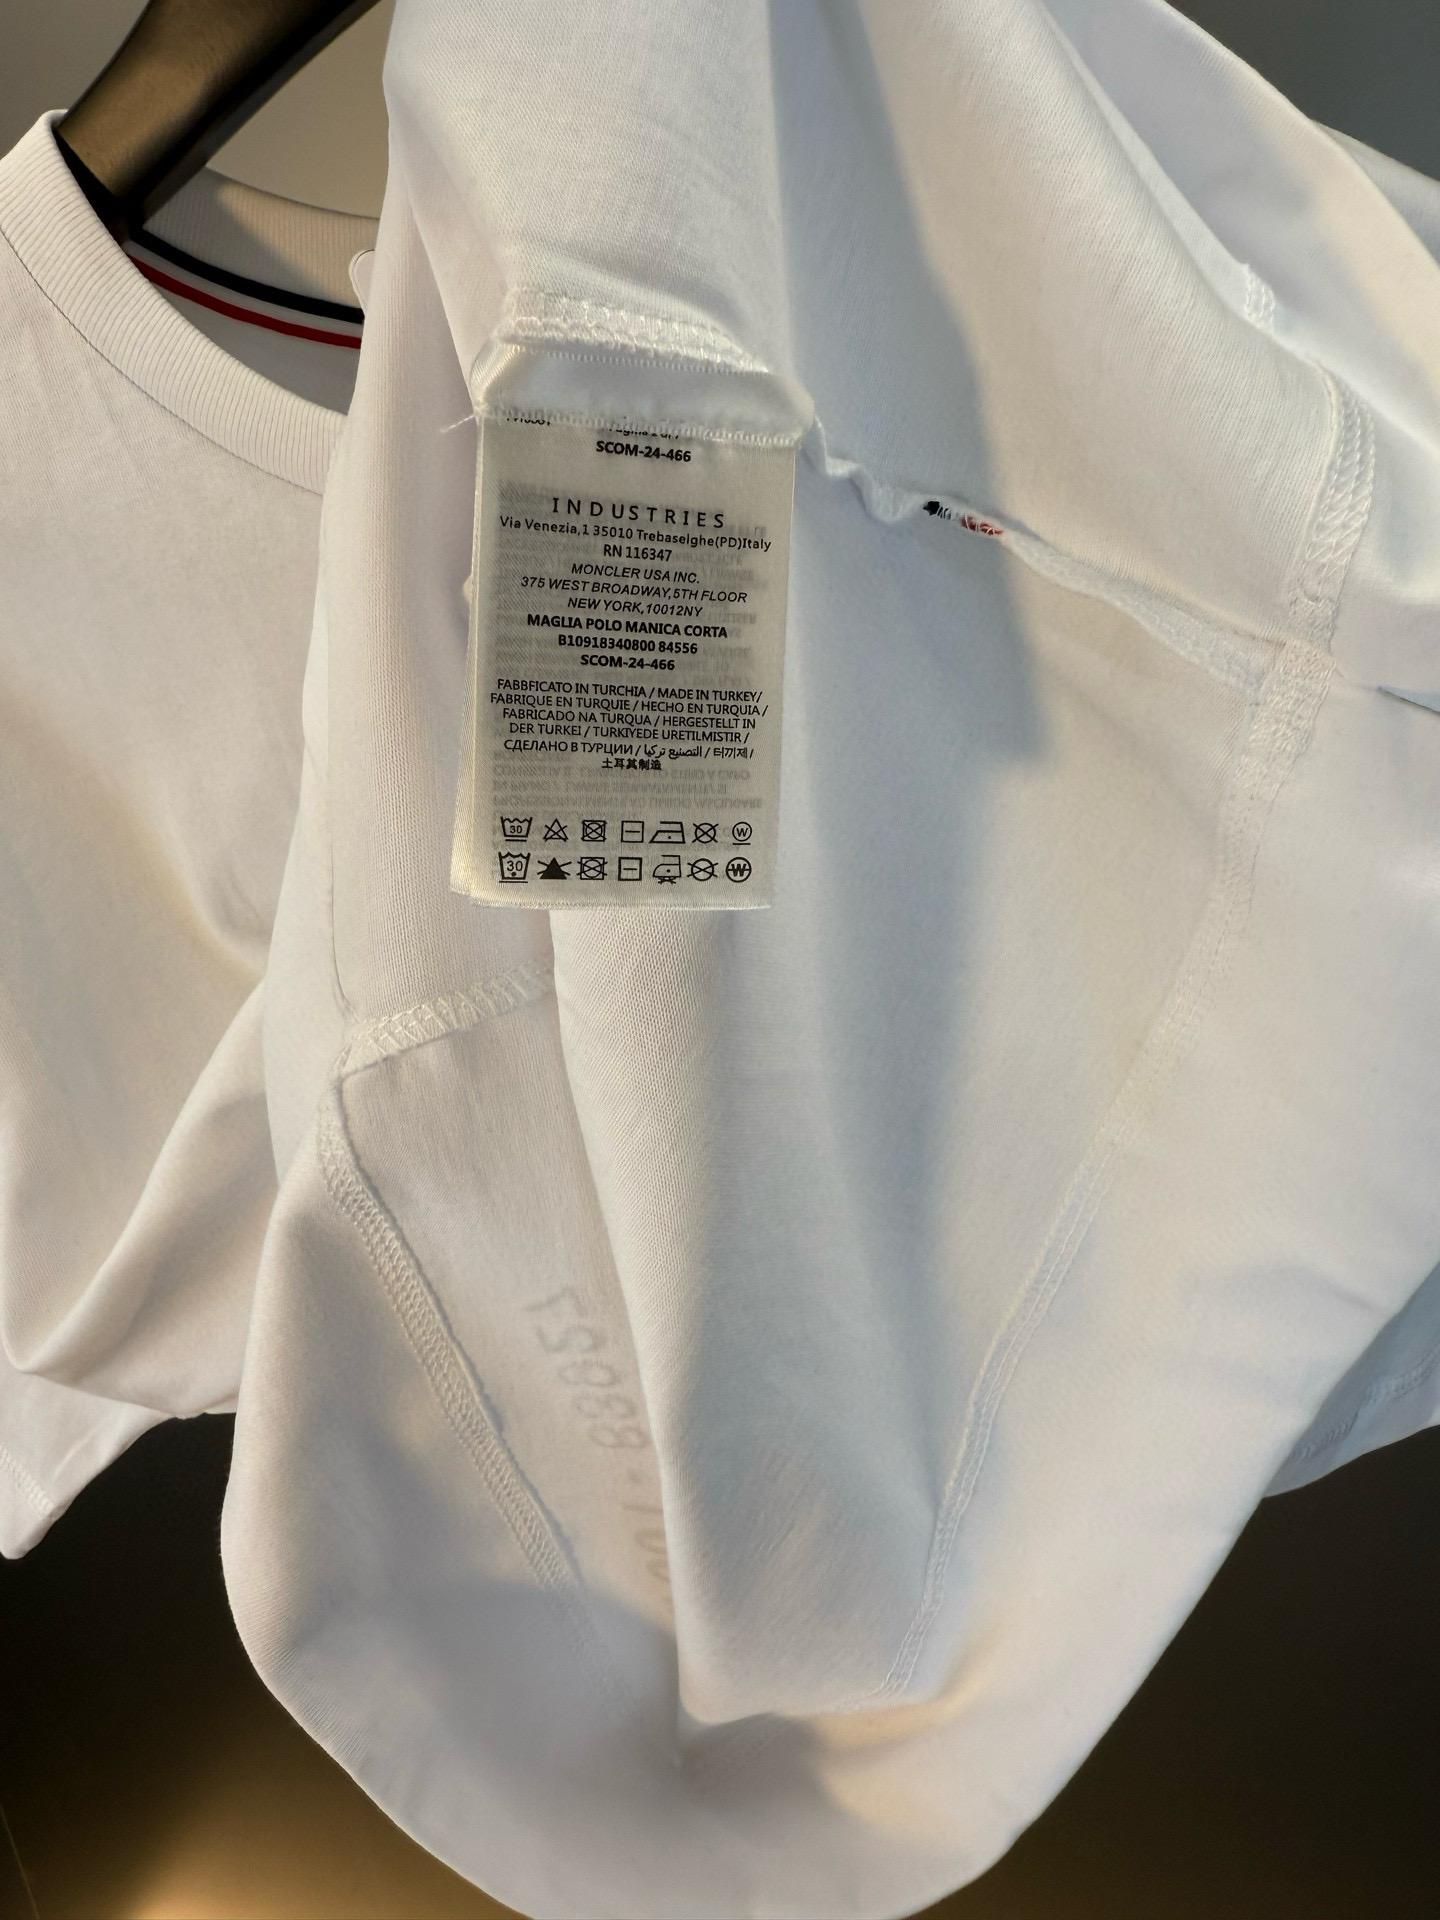 SCOM-24-466
INDUSTRIES
Via Venezia,1 35010 Trebaselghe(PD)Italy
RN 116347
MONCLER USA INC.
375 WEST BROADWAY,5TH FLOOR
NEW YORK,10012NY
MAGLIA POLO MANICA CORTA
B10918340800 84556
SCOM-24-466
FABBFICATO IN TURCHIA / MADE IN TURKEY/
FABRIQUE EN TURQUIE / HECHO EN TURQUIA /
FABRICADO NA TURQUA / HERGESTELLT IN
DER TURKEI / TURKIYEDE URETILMISTIR /
СДЕЛАНО В ТУРЦИИ / التصنيع تركيا / 터끼제 /
土耳其制造
30 W
30 W